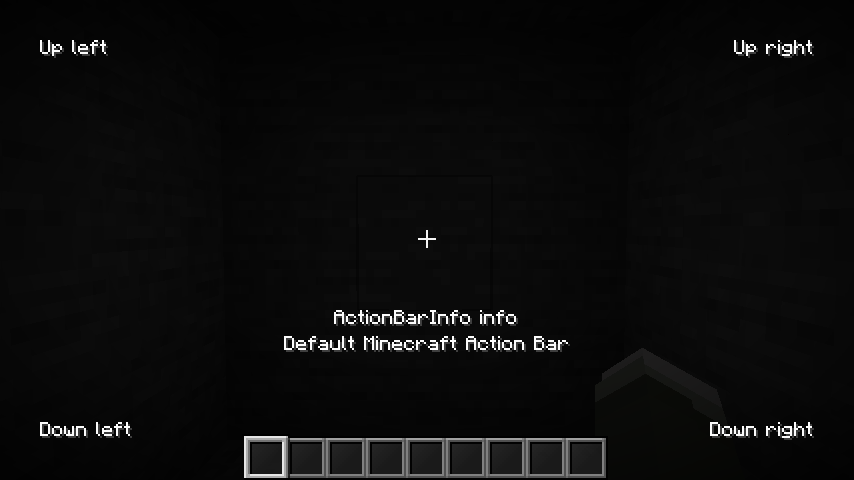 Up left
Up right
ActionBarInfo info
Default Minecraft Action Bar
Down left
Down right